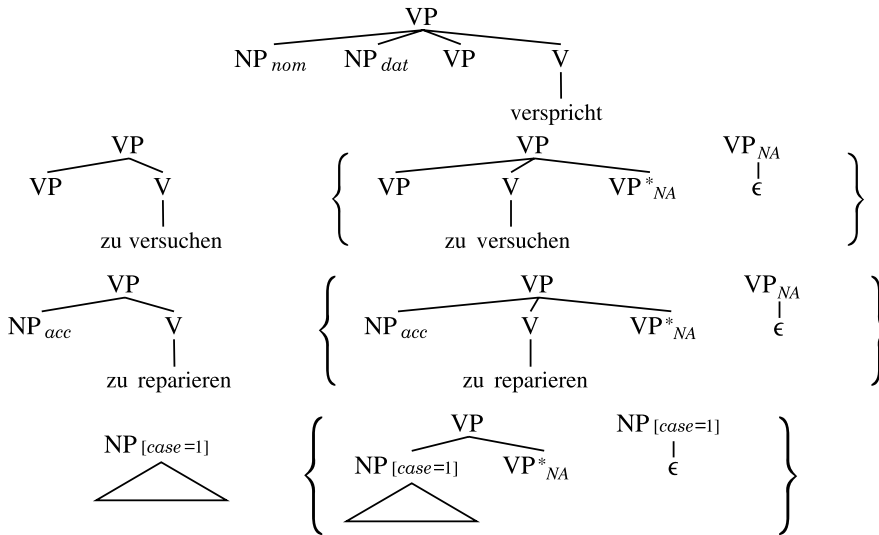 VP
NP nom NP dat VP V
verspricht
VP VP VP NA
VP V { VP V VP* NA ϵ }
zu versuchen zu versuchen
VP VP VP NA
NP acc V { NP acc V VP* NA ϵ }
zu reparieren zu reparieren
VP NP [case=1]
NP [case=1] { NP [case=1] VP* NA ϵ }